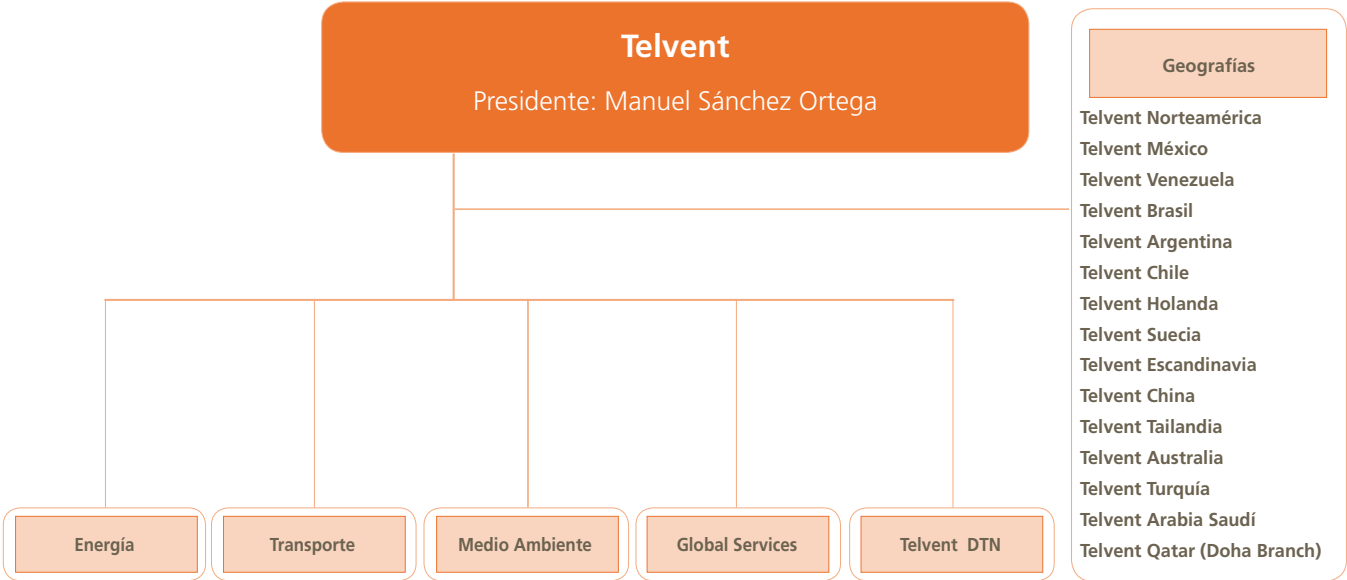 Telvent
Presidente: Manuel Sánchez Ortega
Geografías
Telvent Norteamérica
Telvent México
Telvent Venezuela
Telvent Brasil
Telvent Argentina
Telvent Chile
Telvent Holanda
Telvent Suecia
Telvent Escandinavia
Telvent China
Telvent Tailandia
Telvent Australia
Telvent Turquía
Telvent Arabia Saudí
Telvent Qatar (Doha Branch)
Energía
Transporte
Medio Ambiente
Global Services
Telvent DTN